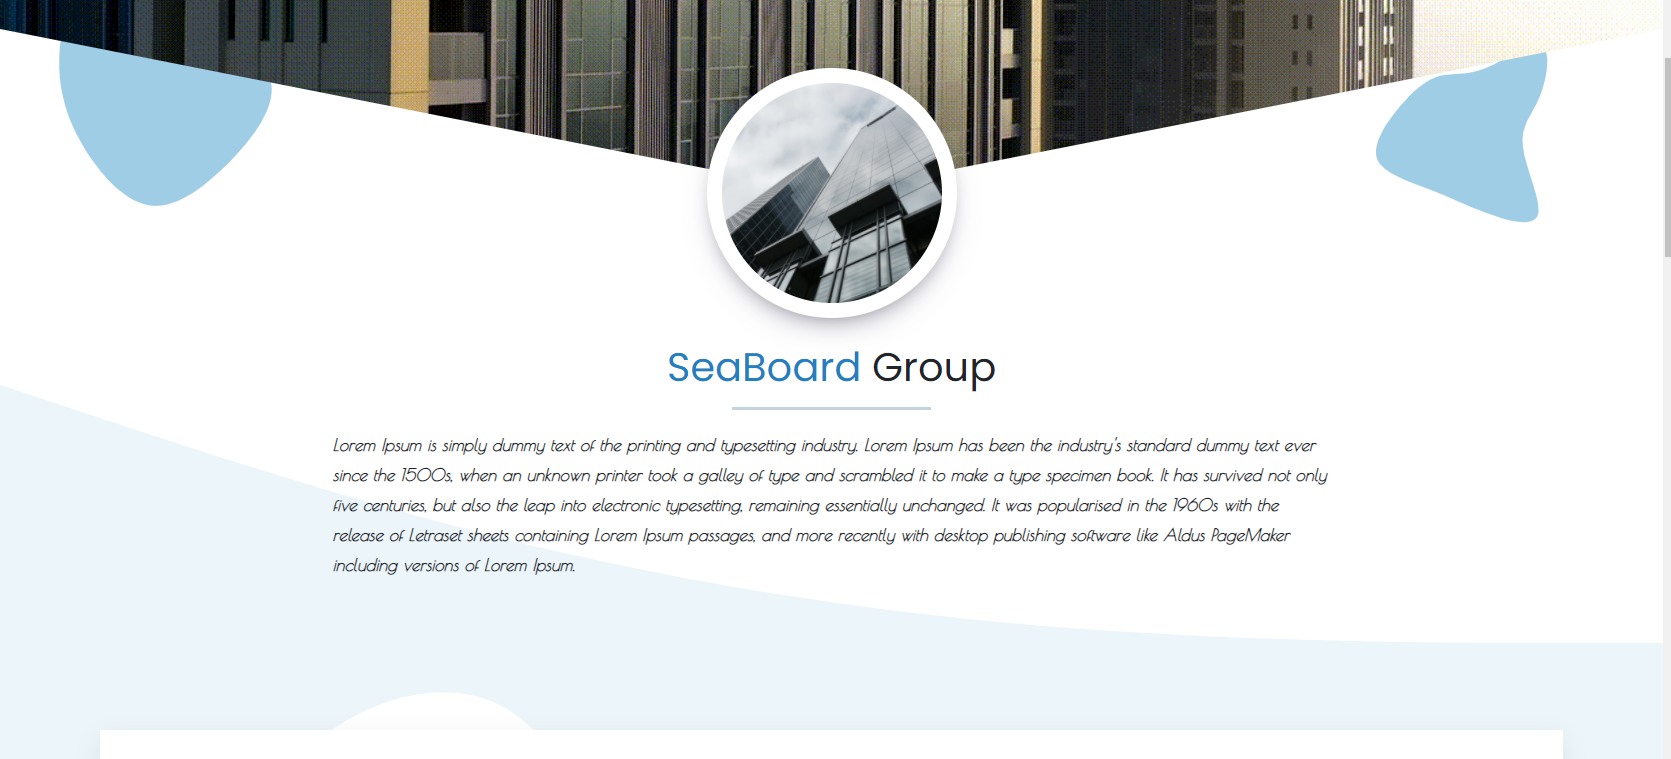 SeaBoard Group
Lorem Ipsum is simply dummy text of the printing and typesetting industry. Lorem Ipsum has been the industry's standard dummy text ever
since the 1500s, when an unknown printer took a galley of type and scrambled it to make a type specimen book. It has survived not only
five centuries, but also the leap into electronic typesetting, remaining essentially unchanged. It was popularised in the 1960s with the
release of Letraset sheets containing Lorem Ipsum passages, and more recently with desktop publishing software like Aldus PageMaker
including versions of Lorem Ipsum.